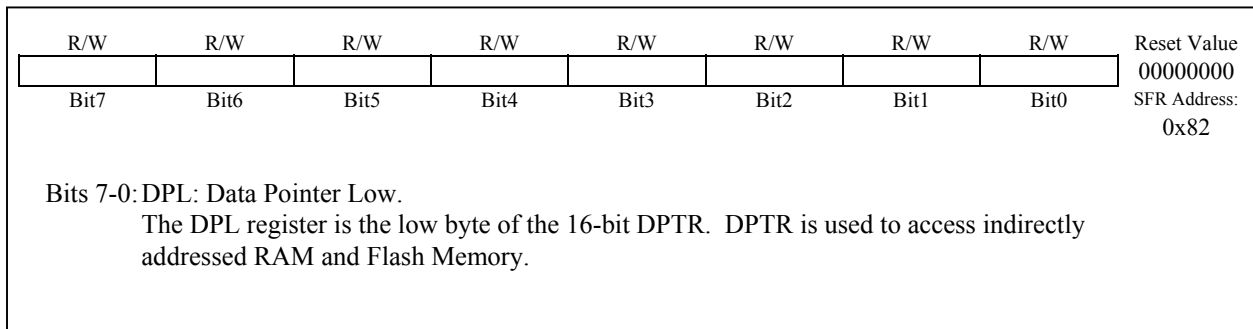 R/W R/W R/W R/W R/W R/W R/W R/W Reset Value
00000000
Bit7 Bit6 Bit5 Bit4 Bit3 Bit2 Bit1 Bit0 SFR Address:
0x82
Bits 7-0: DPL: Data Pointer Low.
The DPL register is the low byte of the 16-bit DPTR. DPTR is used to access indirectly
addressed RAM and Flash Memory.